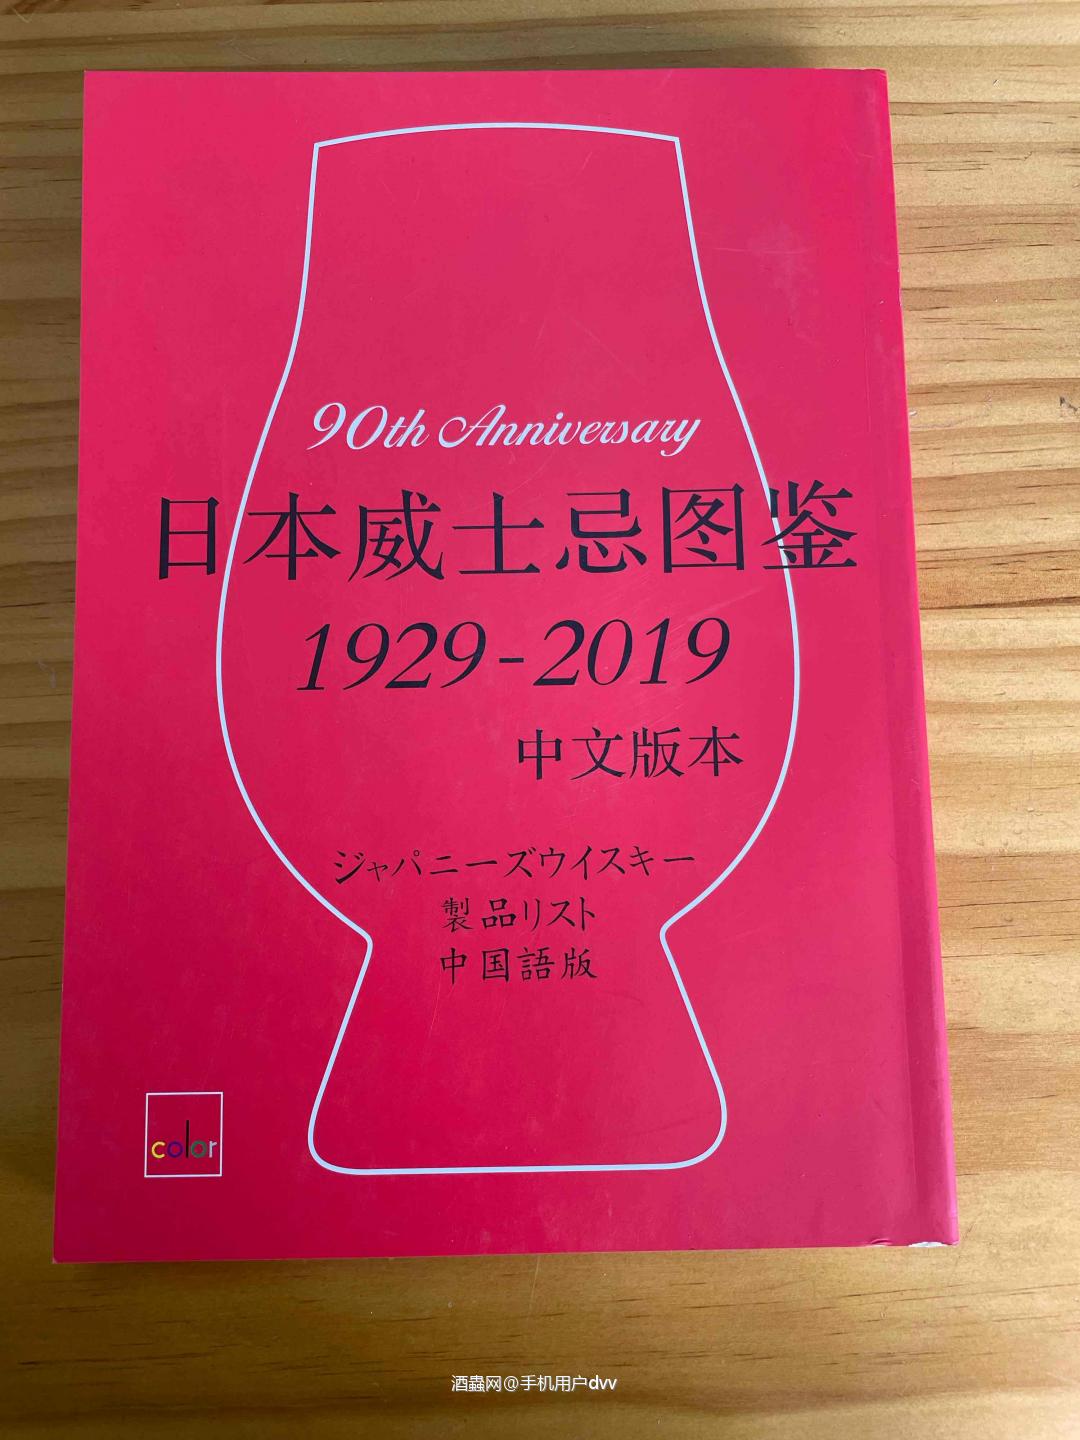 90th Anniversary
日本威士忌图鉴
1929-2019
中文版本
ジャパニーズウイスキー
製品リスト
中国語版
color
酒蟲网@手机用户dvv